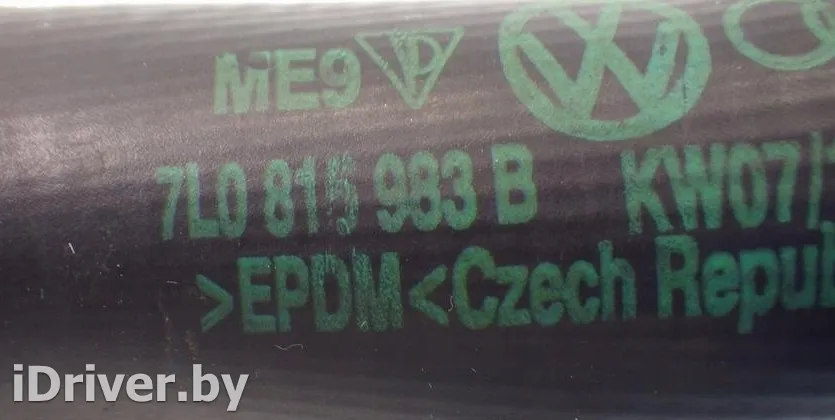 ME9
7L0 815 983 B KW07/
>EPDM<Czech Repub
iDriver.by